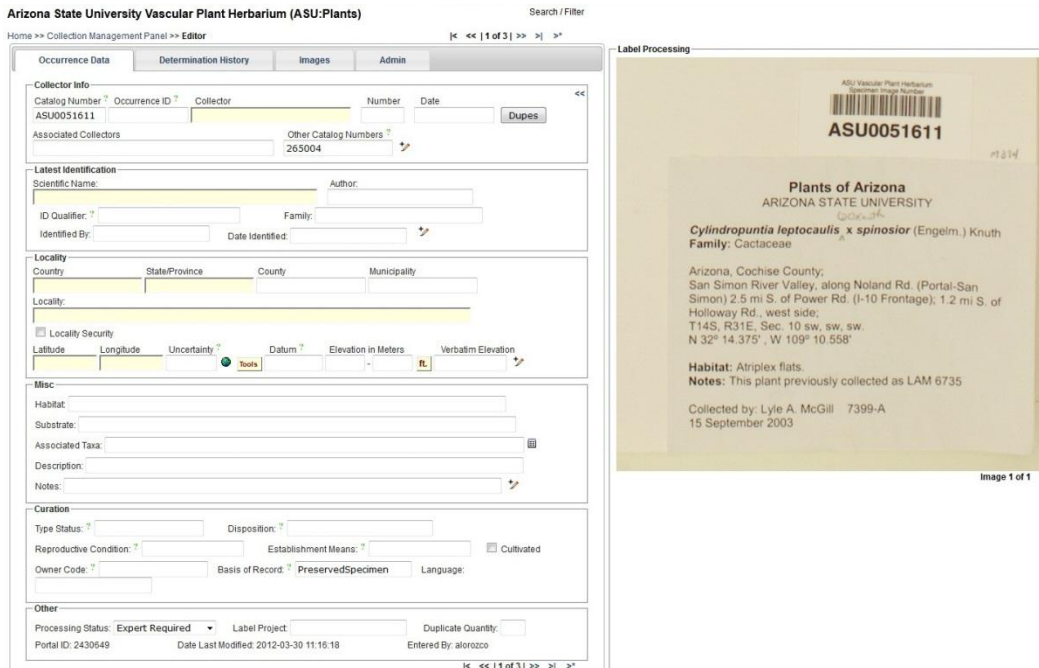 Arizona State University Vascular Plant Herbarium (ASU:Plants)
Search / Filter
Home >> Collection Management Panel >> Editor
|< << | 1 of 3 | >> >| >*
Occurrence Data Determination History Images Admin
Collector Info
<<
Catalog Number ? Occurrence ID ? Collector Number Date
ASU0051611 Dupes
Associated Collectors Other Catalog Numbers ?
265004
Latest Identification
Scientific Name: Author:
ID Qualifier: ? Family:
Identified By: Date Identified:
Locality
Country State/Province County Municipality
Locality:
Locality Security
Latitude Longitude Uncertainty ? Datum ? Elevation in Meters Verbatim Elevation
Tools - ft.
Misc
Habitat:
Substrate:
Associated Taxa:
Description:
Notes:
Curation
Type Status: ? Disposition: ?
Reproductive Condition: ? Establishment Means: ? Cultivated
Owner Code: ? Basis of Record: ? PreservedSpecimen Language:
Other
Processing Status: Expert Required Label Project: Duplicate Quantity:
Portal ID: 2430649 Date Last Modified: 2012-03-30 11:16:18 Entered By: alorozco
|< << | 1 of 3 | >> >| >*
Label Processing
ASU Vascular Plant Herbarium
Specimen Image Number
ASU0051611
Plants of Arizona
ARIZONA STATE UNIVERSITY
Cylindropuntia leptocaulis x spinosior (Engelm.) Knuth
Family: Cactaceae
Arizona, Cochise County;
San Simon River Valley, along Noland Rd. (Portal-San
Simon) 2.5 mi S. of Power Rd. (I-10 Frontage); 1.2 mi S. of
Holloway Rd., west side;
T14S, R31E, Sec. 10 sw, sw, sw.
N 32º 14.375' , W 109º 10.558'
Habitat: Atriplex flats.
Notes: This plant previously collected as LAM 6735
Collected by: Lyle A. McGill 7399-A
15 September 2003
Image 1 of 1